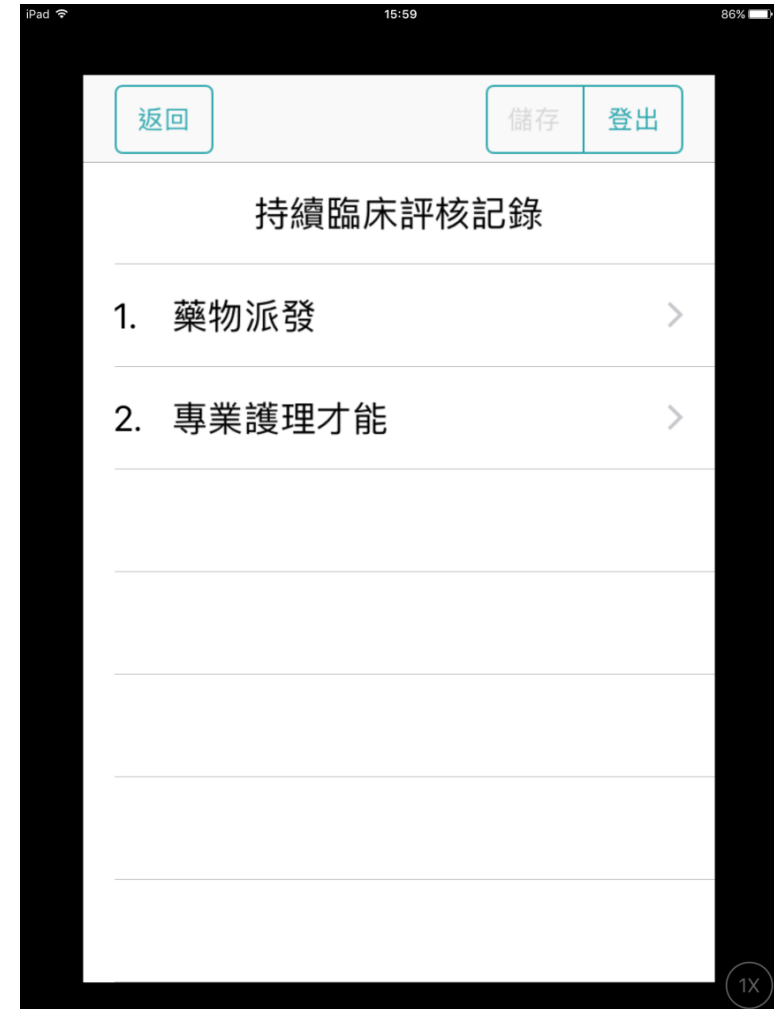 iPad 15:59 86%
返回 儲存 登出
持續臨床評核記錄
1. 藥物派發
2. 專業護理才能
1X